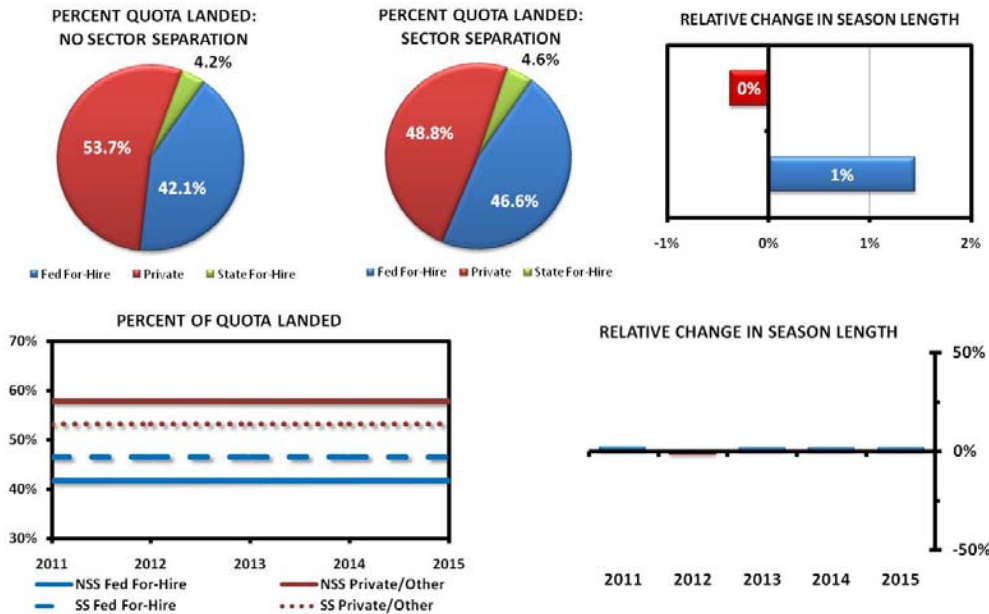 PERCENT QUOTA LANDED:
NO SECTOR SEPARATION
4.2%
53.7%
42.1%
Fed For-Hire Private State For-Hire
PERCENT QUOTA LANDED:
SECTOR SEPARATION
4.6%
48.8%
46.6%
Fed For-Hire Private State For-Hire
RELATIVE CHANGE IN SEASON LENGTH
0%
1%
-1% 0% 1% 2%
PERCENT OF QUOTA LANDED
70%
60%
50%
40%
30%
2011 2012 2013 2014 2015
NSS Fed For-Hire NSS Private/Other
SS Fed For-Hire SS Private/Other
RELATIVE CHANGE IN SEASON LENGTH
50%
0%
-50%
2011 2012 2013 2014 2015